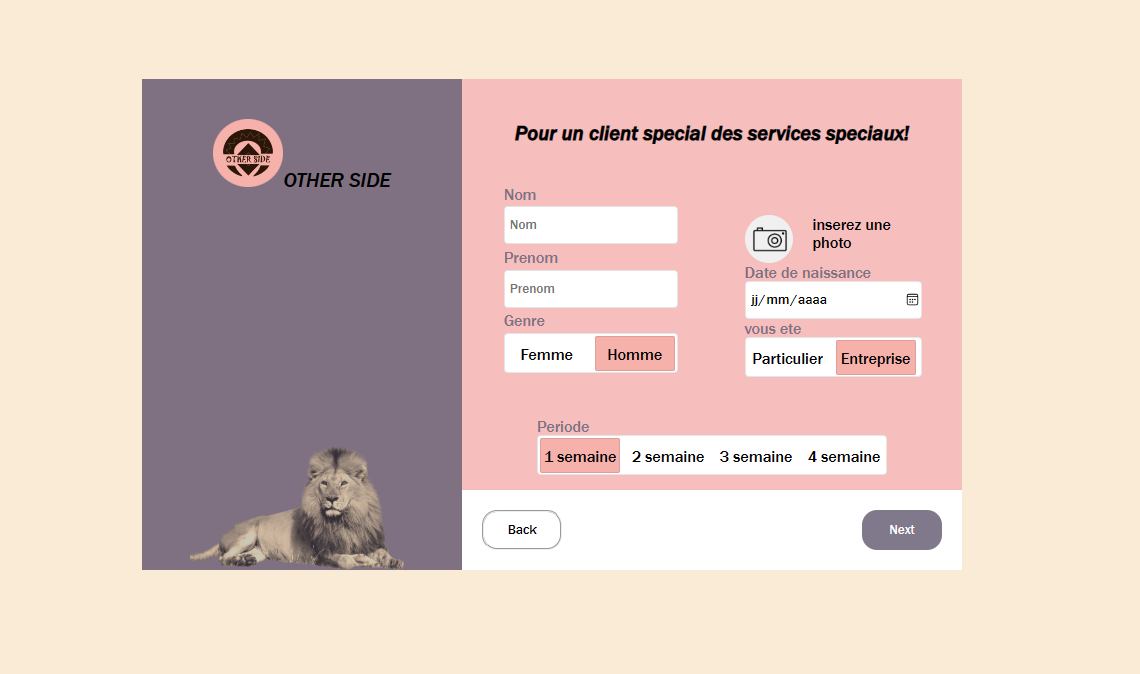 OTHER SIDE
OTHER SIDE
Pour un client special des services speciaux!
Nom
Nom
Prenom
Prenom
Genre
Femme Homme
inserez une
photo
Date de naissance
jj/mm/aaaa
vous ete
Particulier Entreprise
Periode
1 semaine 2 semaine 3 semaine 4 semaine
Back
Next